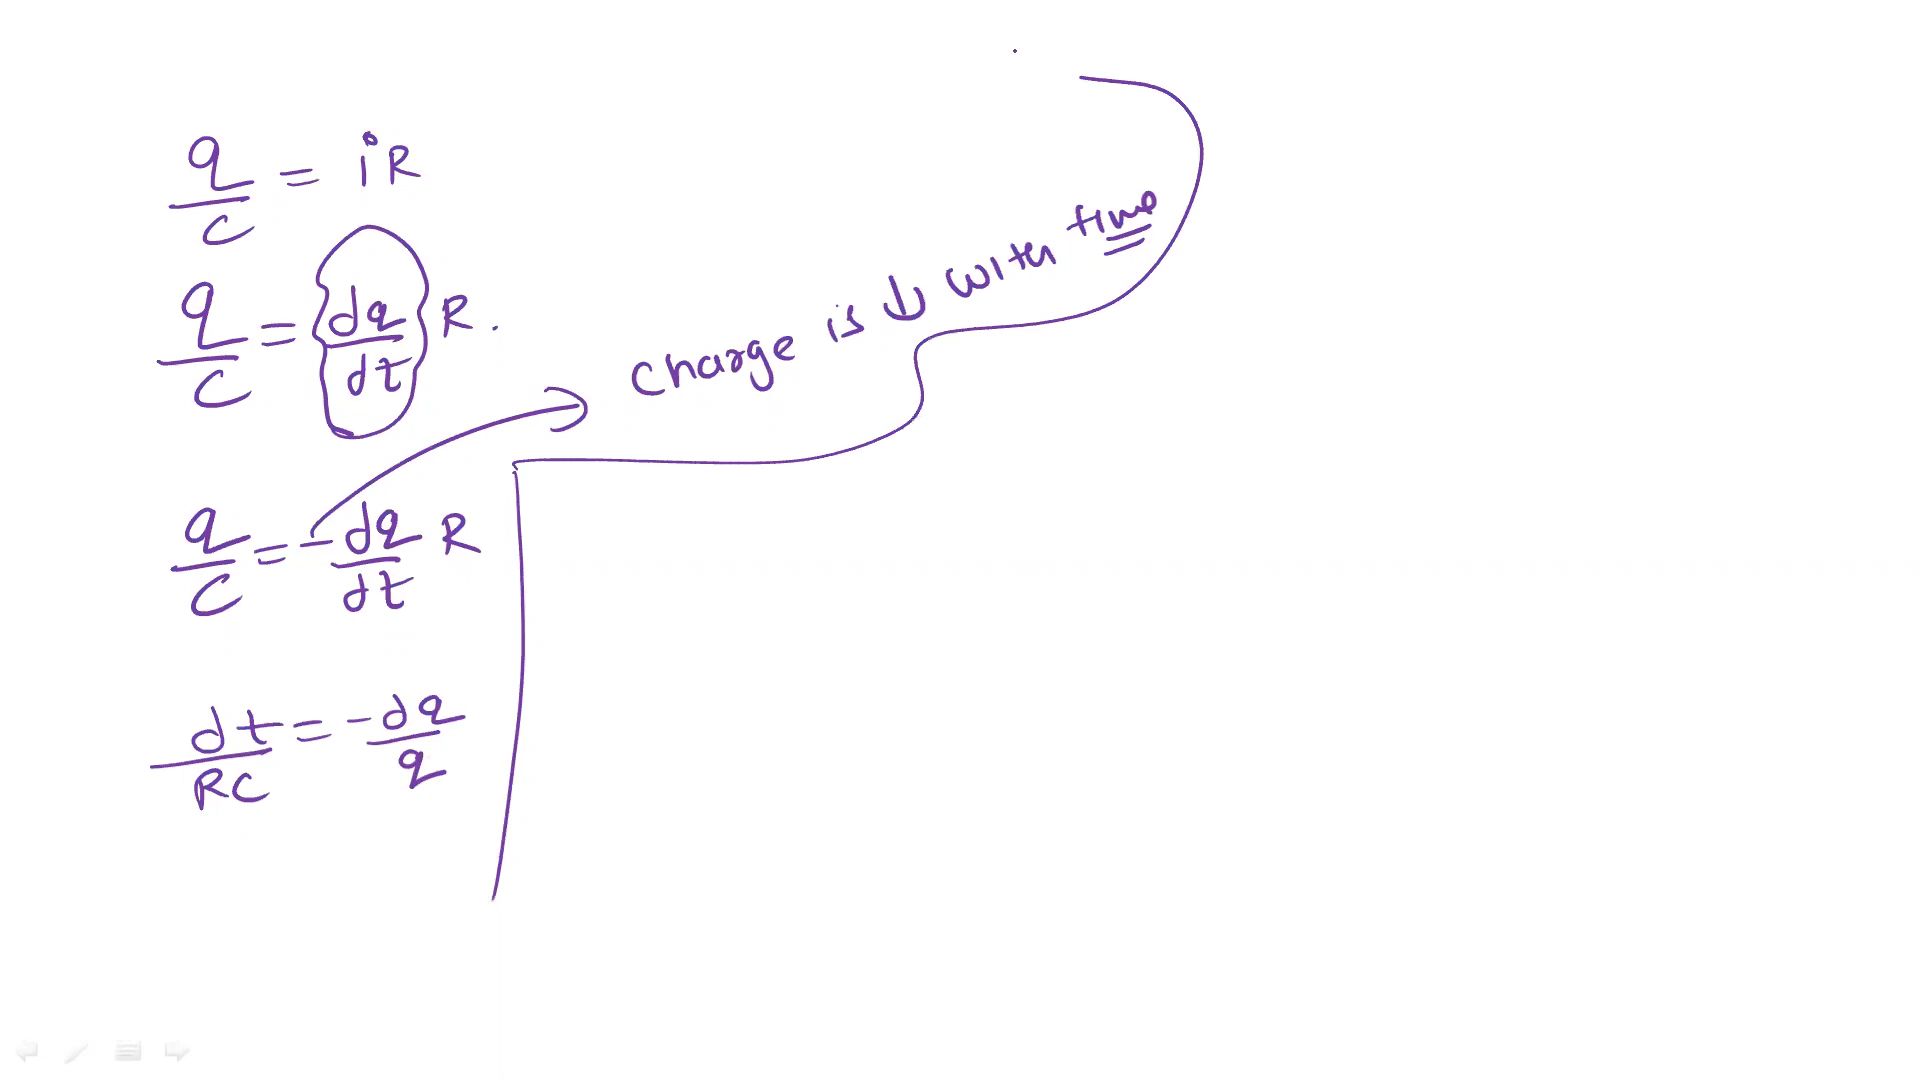 q/C = iR
q/C = dq/dt R.
Charge is ↓ with time
q/C = - dq/dt R
dt/RC = - dq/q